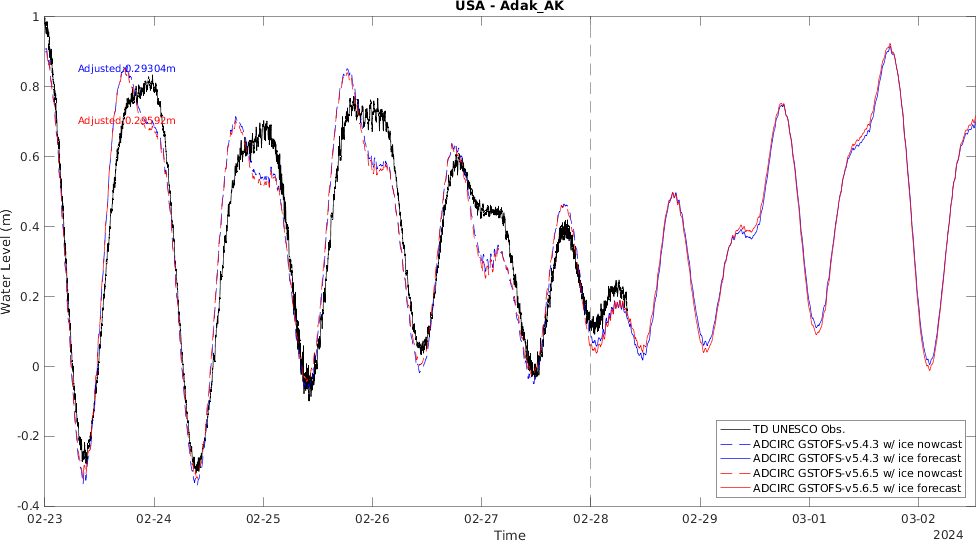 USA - Adak_AK
1
0.8
0.6
0.4
0.2
0
-0.2
-0.4
Water Level (m)
Adjusted 0.29304m
Adjusted 0.28592m
TD UNESCO Obs.
ADCIRC GSTOFS-v5.4.3 w/ ice nowcast
ADCIRC GSTOFS-v5.4.3 w/ ice forecast
ADCIRC GSTOFS-v5.6.5 w/ ice nowcast
ADCIRC GSTOFS-v5.6.5 w/ ice forecast
02-23 02-24 02-25 02-26 02-27 02-28 02-29 03-01 03-02
Time
2024